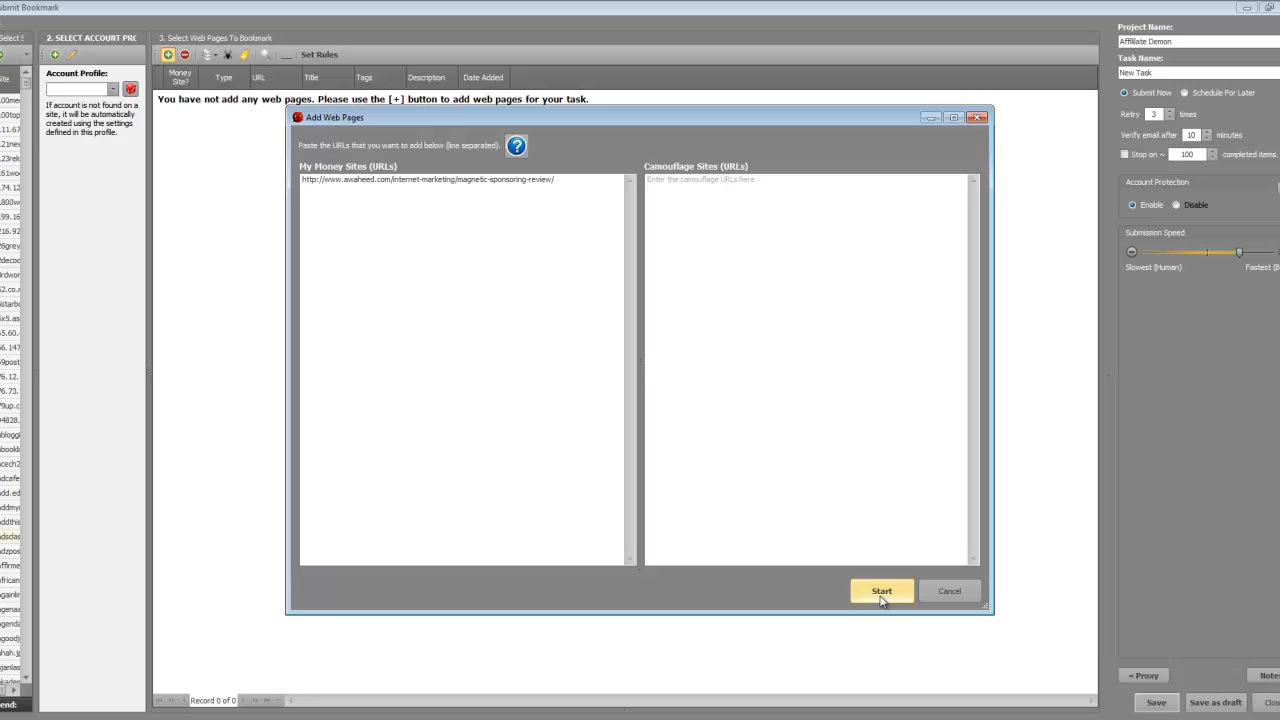 ubmit Bookmark
2. SELECT ACCOUNT PRC
3. Select Web Pages To Bookmark
Set Rules
Account Profile:
If account is not found on a
site, it will be automatically
created using the settings
defined in this profile.
Money Site?
Type
URL
Title
Tags
Description
Date Added
You have not add any web pages. Please use the [+] button to add web pages for your task.
Add Web Pages
Paste the URLs that you want to add below (line separated).
My Money Sites (URLs)
http://www.awaheed.com/internet-marketing/magnetic-sponsoring-review/
Camouflage Sites (URLs)
Enter the camouflage URLs here
Start
Cancel
Record 0 of 0
Project Name:
Affiliate Demon
Task Name:
New Task
Submit Now
Schedule For Later
Retry 3 times
Verify email after 10 minutes
Stop on ~ 100 completed items.
Account Protection
Enable
Disable
Submission Speed
Slowest (Human)
Fastest (B
= Proxy
Notes
Save
Save as draft
Clos